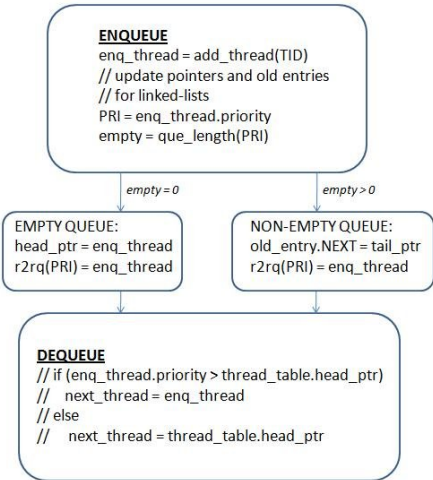 ENQUEUE
enq_thread = add_thread(TID)
// update pointers and old entries
// for linked-lists
PRI = enq_thread.priority
empty = que_length(PRI)
empty = 0
empty > 0
EMPTY QUEUE:
head_ptr = enq_thread
r2rq(PRI) = enq_thread
NON-EMPTY QUEUE:
old_entry.NEXT = tail_ptr
r2rq(PRI) = enq_thread
DEQUEUE
// if (enq_thread.priority > thread_table.head_ptr)
// next_thread = enq_thread
// else
// next_thread = thread_table.head_ptr